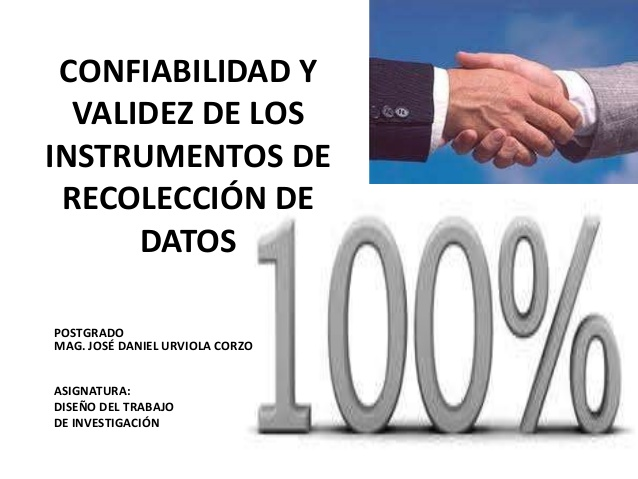 CONFIABILIDAD Y
VALIDEZ DE LOS
INSTRUMENTOS DE
RECOLECCIÓN DE
DATOS
100%
POSTGRADO
MAG. JOSÉ DANIEL URVIOLA CORZO
ASIGNATURA:
DISEÑO DEL TRABAJO
DE INVESTIGACIÓN